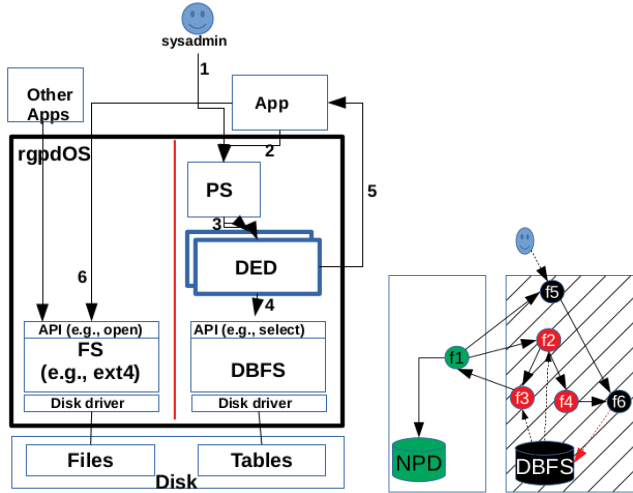 sysadmin
1
Other
Apps
App
rgpdOS
2
PS
5
3
DED
6
4
API (e.g., open)
API (e.g., select)
FS
(e.g., ext4)
DBFS
Disk driver
Disk driver
Files
Tables
Disk
f5
f1
f2
f3
f4
f6
NPD
DBFS